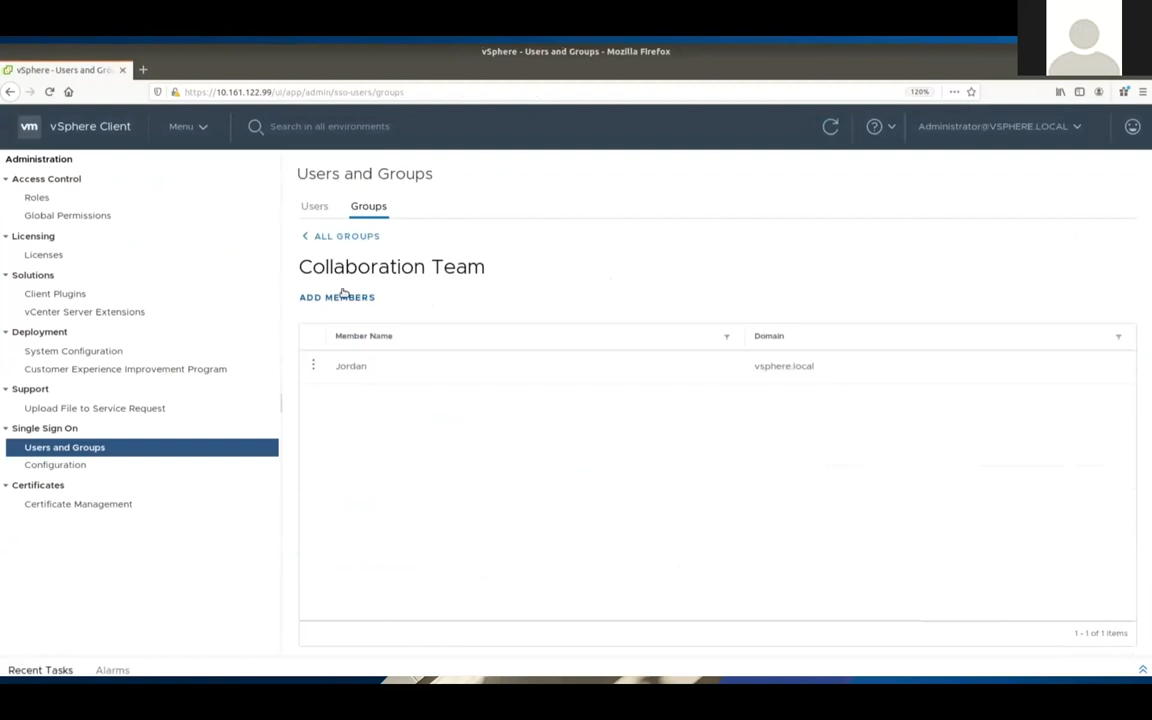 vSphere - Users and Groups - Mozilla Firefox
vSphere - Users and Gro
https://10.161.122.99/ui/app/admin/sso-users/groups
120%
vm vSphere Client
Menu
Search in all environments
Administrator@VSPHERE.LOCAL
Administration
Access Control
Roles
Global Permissions
Licensing
Licenses
Solutions
Client Plugins
vCenter Server Extensions
Deployment
System Configuration
Customer Experience Improvement Program
Support
Upload File to Service Request
Single Sign On
Users and Groups
Configuration
Certificates
Certificate Management
Users and Groups
Users
Groups
ALL GROUPS
Collaboration Team
ADD MEMBERS
Member Name
Domain
Jordan
vsphere.local
1 - 1 of 1 items
Recent Tasks
Alarms